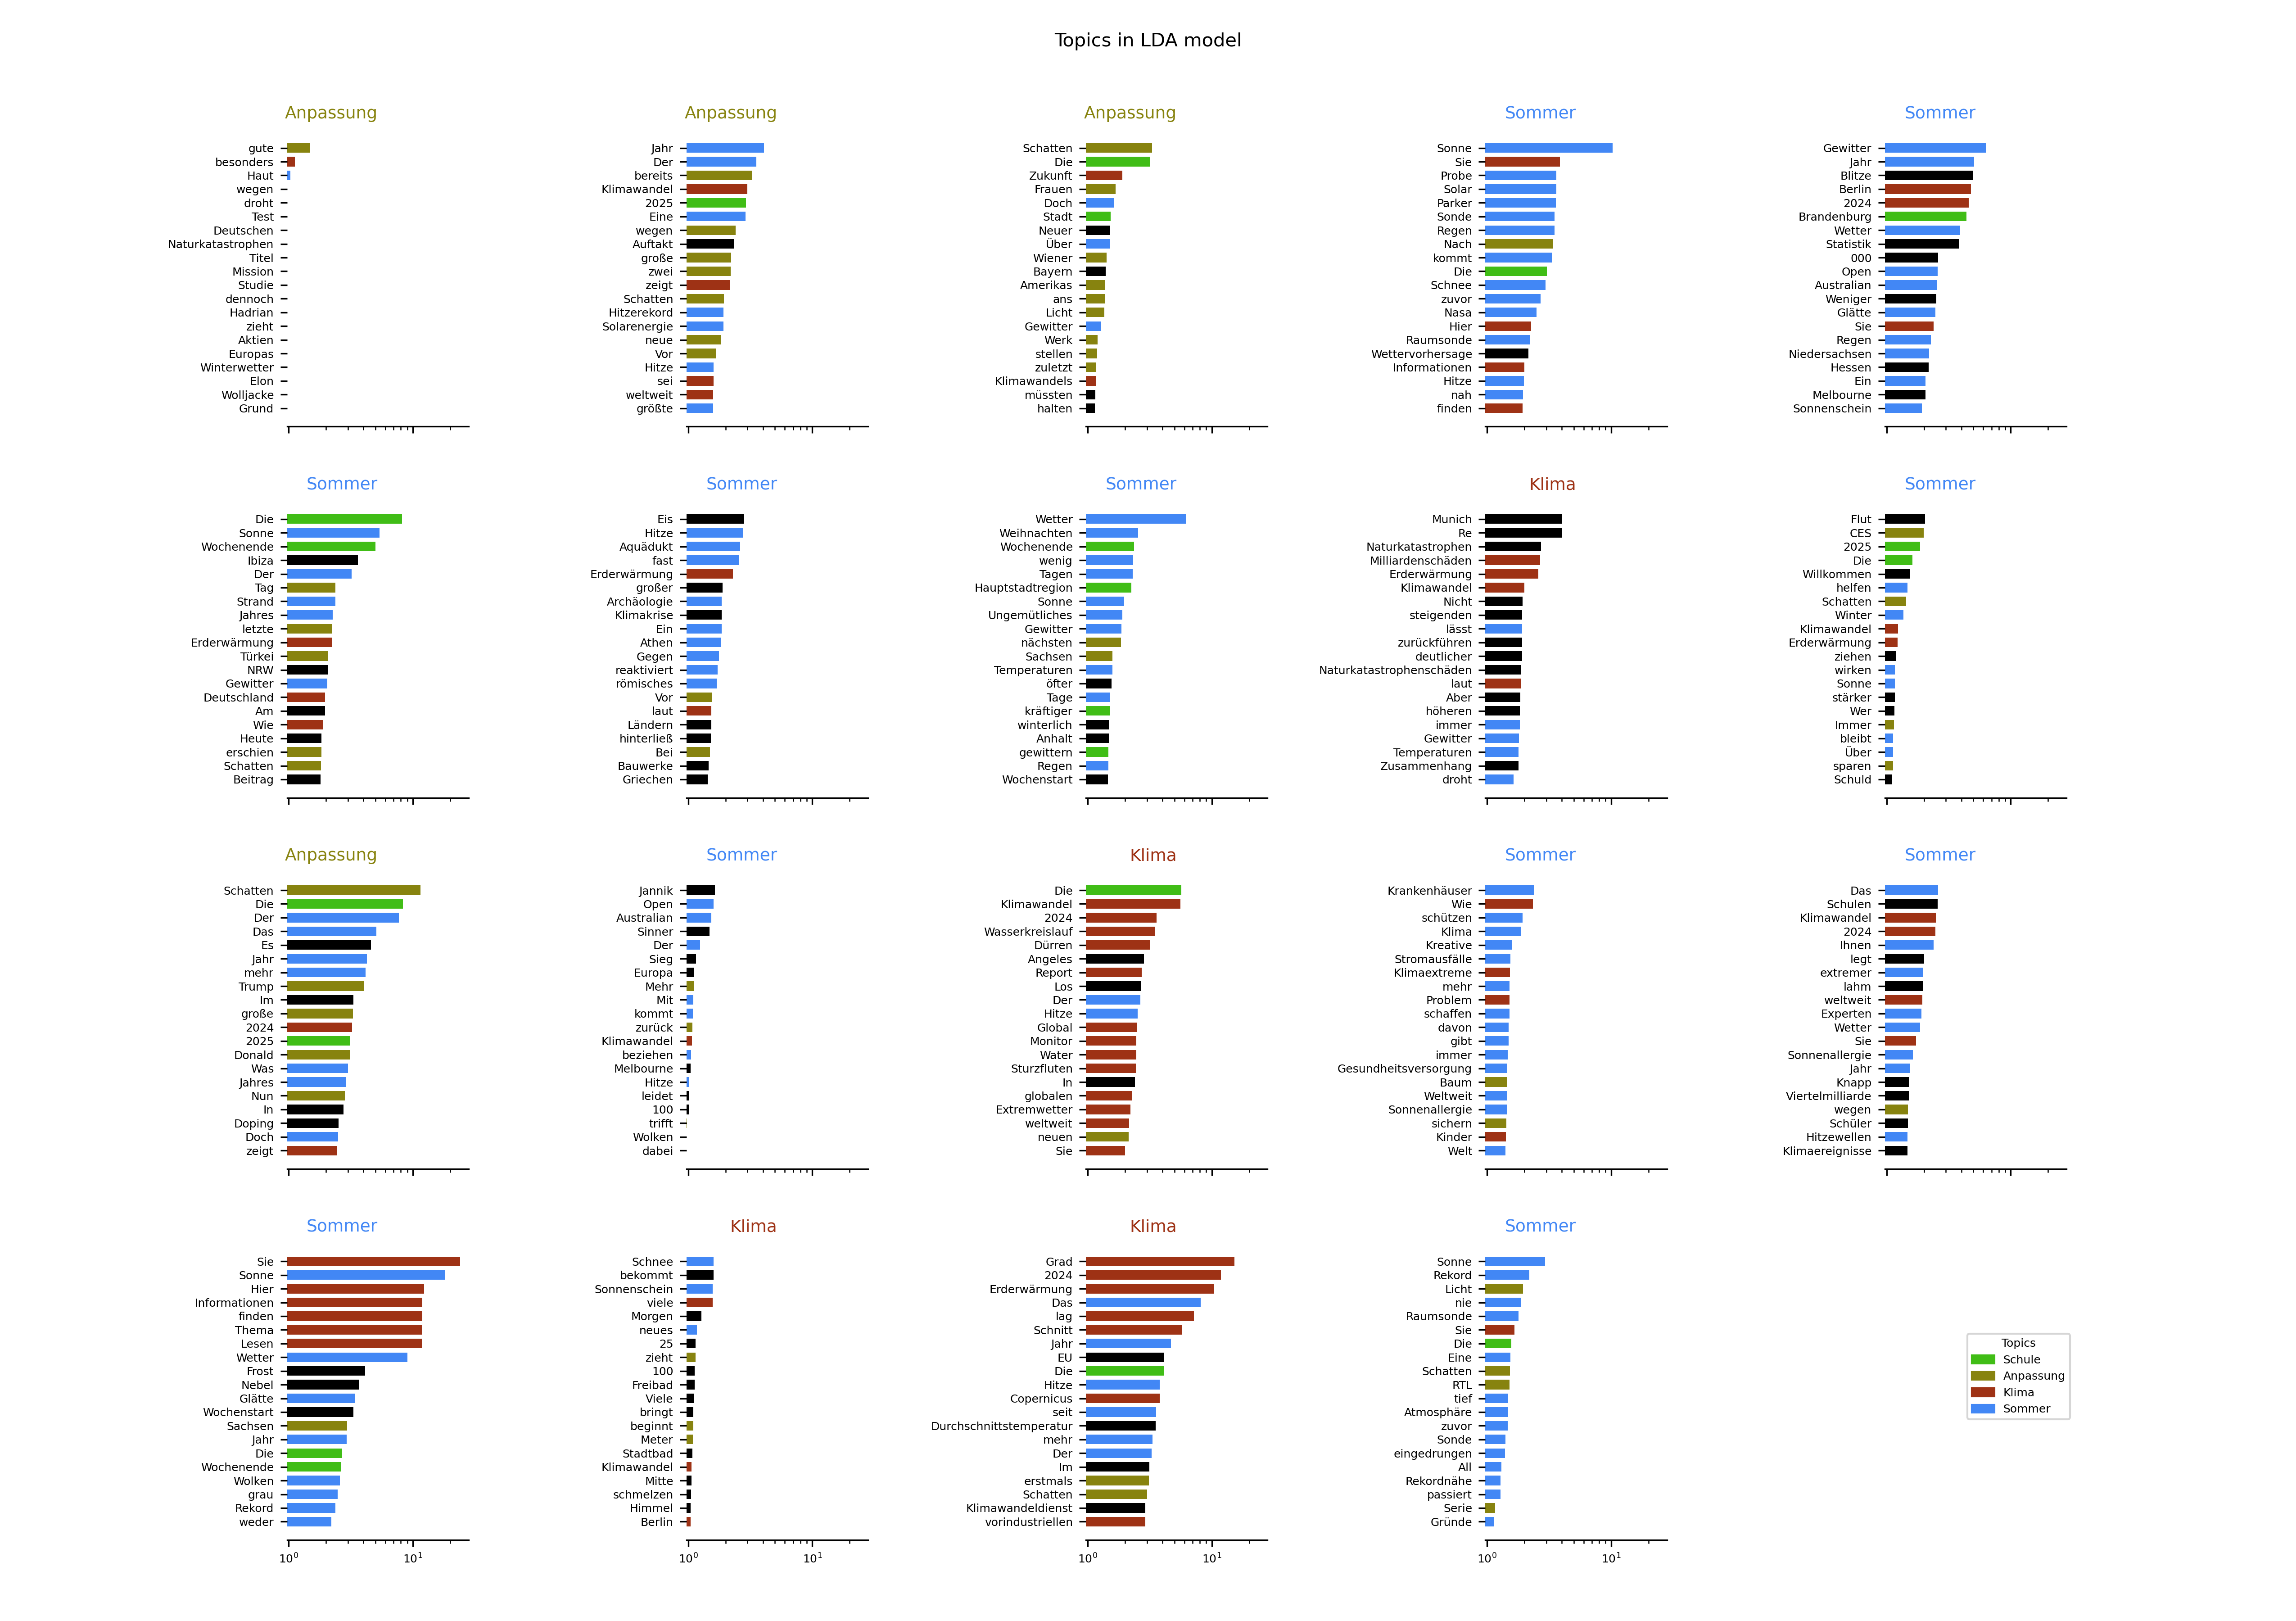 Topics in LDA model
Anpassung
gute
besonders
Haut
wegen
droht
Test
Deutschen
Naturkatastrophen
Titel
Mission
Studie
dennoch
Hadrian
zieht
Aktien
Europas
Winterwetter
Elon
Wolljacke
Grund
Anpassung
Jahr
Der
bereits
Klimawandel
2025
Eine
wegen
Auftakt
große
zwei
zeigt
Schatten
Hitzerekord
Solarenergie
neue
Vor
Hitze
sei
weltweit
größte
Anpassung
Schatten
Die
Zukunft
Frauen
Doch
Stadt
Neuer
Über
Wiener
Bayern
Amerikas
ans
Licht
Gewitter
Werk
stellen
zuletzt
Klimawandels
müssten
halten
Sommer
Sonne
Sie
Probe
Solar
Parker
Sonde
Regen
Nach
kommt
Die
Schnee
zuvor
Nasa
Hier
Raumsonde
Wettervorhersage
Informationen
Hitze
nah
finden
Sommer
Gewitter
Jahr
Blitze
Berlin
2024
Brandenburg
Wetter
Statistik
000
Open
Australian
Weniger
Glätte
Sie
Regen
Niedersachsen
Hessen
Ein
Melbourne
Sonnenschein
Sommer
Die
Sonne
Wochenende
Ibiza
Der
Tag
Strand
Jahres
letzte
Erderwärmung
Türkei
NRW
Gewitter
Deutschland
Am
Wie
Heute
erschien
Schatten
Beitrag
Sommer
Eis
Hitze
Aquädukt
fast
Erderwärmung
großer
Archäologie
Klimakrise
Ein
Athen
Gegen
reaktiviert
römisches
Vor
laut
Ländern
hinterließ
Bei
Bauwerke
Griechen
Sommer
Wetter
Weihnachten
Wochenende
wenig
Tagen
Hauptstadtregion
Sonne
Ungemütliches
Gewitter
nächsten
Sachsen
Temperaturen
öfter
Tage
kräftiger
winterlich
Anhalt
gewittern
Regen
Wochenstart
Klima
Munich
Re
Naturkatastrophen
Milliardenschäden
Erderwärmung
Klimawandel
Nicht
steigenden
lässt
zurückführen
deutlicher
Naturkatastrophenschäden
laut
Aber
höheren
immer
Gewitter
Temperaturen
Zusammenhang
droht
Sommer
Flut
CES
2025
Die
Willkommen
helfen
Schatten
Winter
Klimawandel
Erderwärmung
ziehen
wirken
Sonne
stärker
Wer
Immer
bleibt
Über
sparen
Schuld
Anpassung
Schatten
Die
Der
Das
Es
Jahr
mehr
Trump
Im
große
2024
2025
Donald
Was
Jahres
Nun
In
Doping
Doch
zeigt
Sommer
Jannik
Open
Australian
Sinner
Der
Sieg
Europa
Mehr
Mit
kommt
zurück
Klimawandel
beziehen
Melbourne
Hitze
leidet
100
trifft
Wolken
dabei
Klima
Die
Klimawandel
2024
Wasserkreislauf
Dürren
Angeles
Report
Los
Der
Hitze
Global
Monitor
Water
Sturzfluten
In
globalen
Extremwetter
weltweit
neuen
Sie
Sommer
Krankenhäuser
Wie
schützen
Klima
Kreative
Stromausfälle
Klimaextreme
mehr
Problem
schaffen
davon
gibt
immer
Gesundheitsversorgung
Baum
Weltweit
Sonnenallergie
sichern
Kinder
Welt
Sommer
Das
Schulen
Klimawandel
2024
Ihnen
legt
extremer
lahm
weltweit
Experten
Wetter
Sie
Sonnenallergie
Jahr
Knapp
Viertelmilliarde
wegen
Schüler
Hitzewellen
Klimaereignisse
Sommer
Sie
Sonne
Hier
Informationen
finden
Thema
Lesen
Wetter
Frost
Nebel
Glätte
Wochenstart
Sachsen
Jahr
Die
Wochenende
Wolken
grau
Rekord
weder
10⁰ 10¹
Klima
Schnee
bekommt
Sonnenschein
viele
Morgen
neues
25
zieht
100
Freibad
Viele
bringt
beginnt
Meter
Stadtbad
Klimawandel
Mitte
schmelzen
Himmel
Berlin
10⁰ 10¹
Klima
Grad
2024
Erderwärmung
Das
lag
Schnitt
Jahr
EU
Die
Hitze
Copernicus
seit
Durchschnittstemperatur
mehr
Der
Im
erstmals
Schatten
Klimawandeldienst
vorindustriellen
10⁰ 10¹
Sommer
Sonne
Rekord
Licht
nie
Raumsonde
Sie
Die
Eine
Schatten
RTL
tief
Atmosphäre
zuvor
Sonde
eingedrungen
All
Rekordnähe
passiert
Serie
Gründe
10⁰ 10¹
Topics
Schule
Anpassung
Klima
Sommer